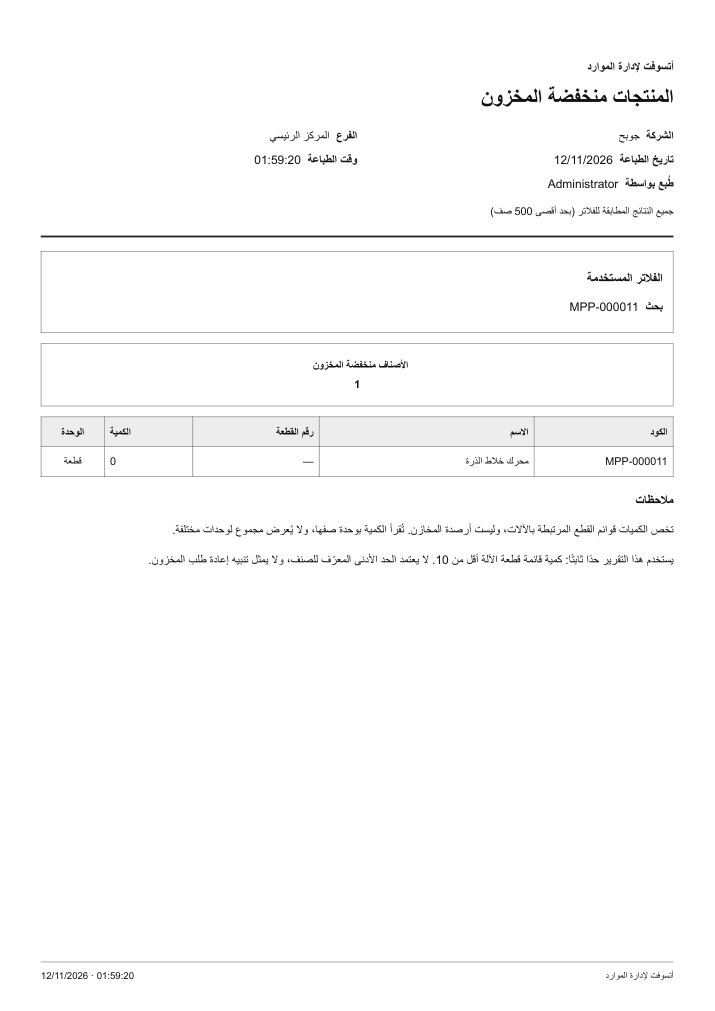 أتسوفت لإدارة الموارد
المنتجات منخفضة المخزون
الشركة جوبح
الفرع المركز الرئيسي
تاريخ الطباعة 12/11/2026
وقت الطباعة 01:59:20
طُبع بواسطة Administrator
جميع النتائج المطابقة للفلاتر (بحد أقصى 500 صف)
الفلاتر المستخدمة
بحث MPP-000011
الأصناف منخفضة المخزون
1
الكود الاسم رقم القطعة الكمية الوحدة
MPP-000011 محرك خلاط الذرة — 0 قطعة
ملاحظات
تخص الكميات قوائم القطع المرتبطة بالآلات، وليست أرصدة المخازن. تُقرأ الكمية بوحدة صفها، ولا يُعرض مجموع لوحدات مختلفة.
يستخدم هذا التقرير حدًا ثابتًا: كمية قائمة قطعة الآلة أقل من 10. لا يعتمد الحد الأدنى المعرّف للصنف، ولا يمثل تنبيه إعادة طلب المخزون.
أتسوفت لإدارة الموارد
12/11/2026 · 01:59:20